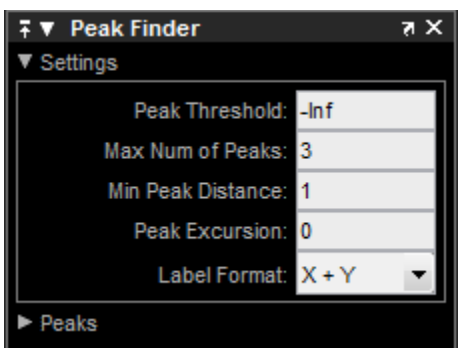 Peak Finder
Settings
Peak Threshold: -Inf
Max Num of Peaks: 3
Min Peak Distance: 1
Peak Excursion: 0
Label Format: X + Y
Peaks